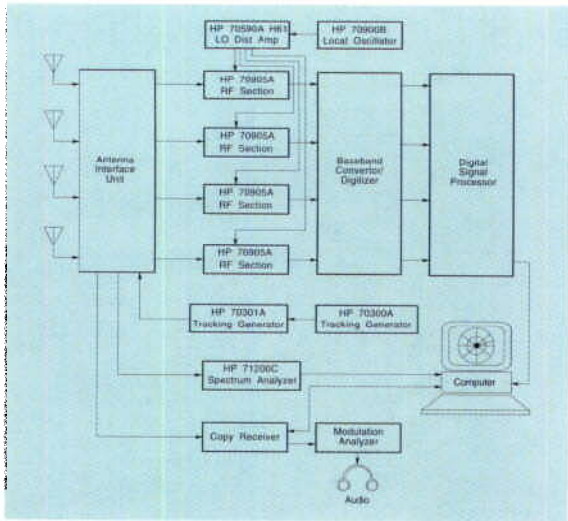 HP 70590A H61
LO Dist Amp
HP 70900B
Local Oscillator
HP 70905A
RF Section
HP 70905A
RF Section
HP 70905A
RF Section
HP 70905A
RF Section
Antenna
Interface
Unit
Baseband
Convertor/
Digitizer
Digital
Signal
Processor
HP 70301A
Tracking Generator
HP 70300A
Tracking Generator
HP 71200C
Spectrum Analyzer
Computer
Copy Receiver
Modulation
Analyzer
Audio